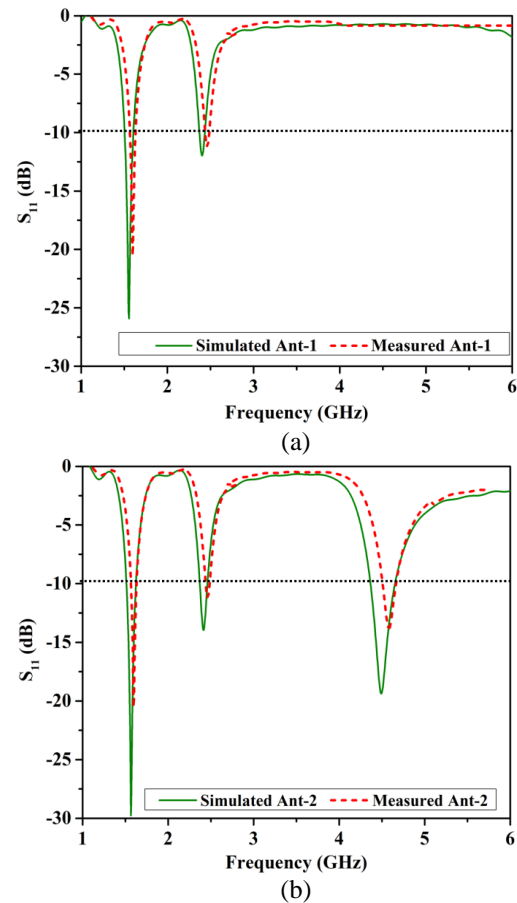 0
-5
-10
-15
-20
-25
-30
S₁₁ (dB)
Simulated Ant-1 Measured Ant-1
1 2 3 4 5 6
Frequency (GHz)
(a)
0
-5
-10
-15
-20
-25
-30
S₁₁ (dB)
Simulated Ant-2 Measured Ant-2
1 2 3 4 5 6
Frequency (GHz)
(b)